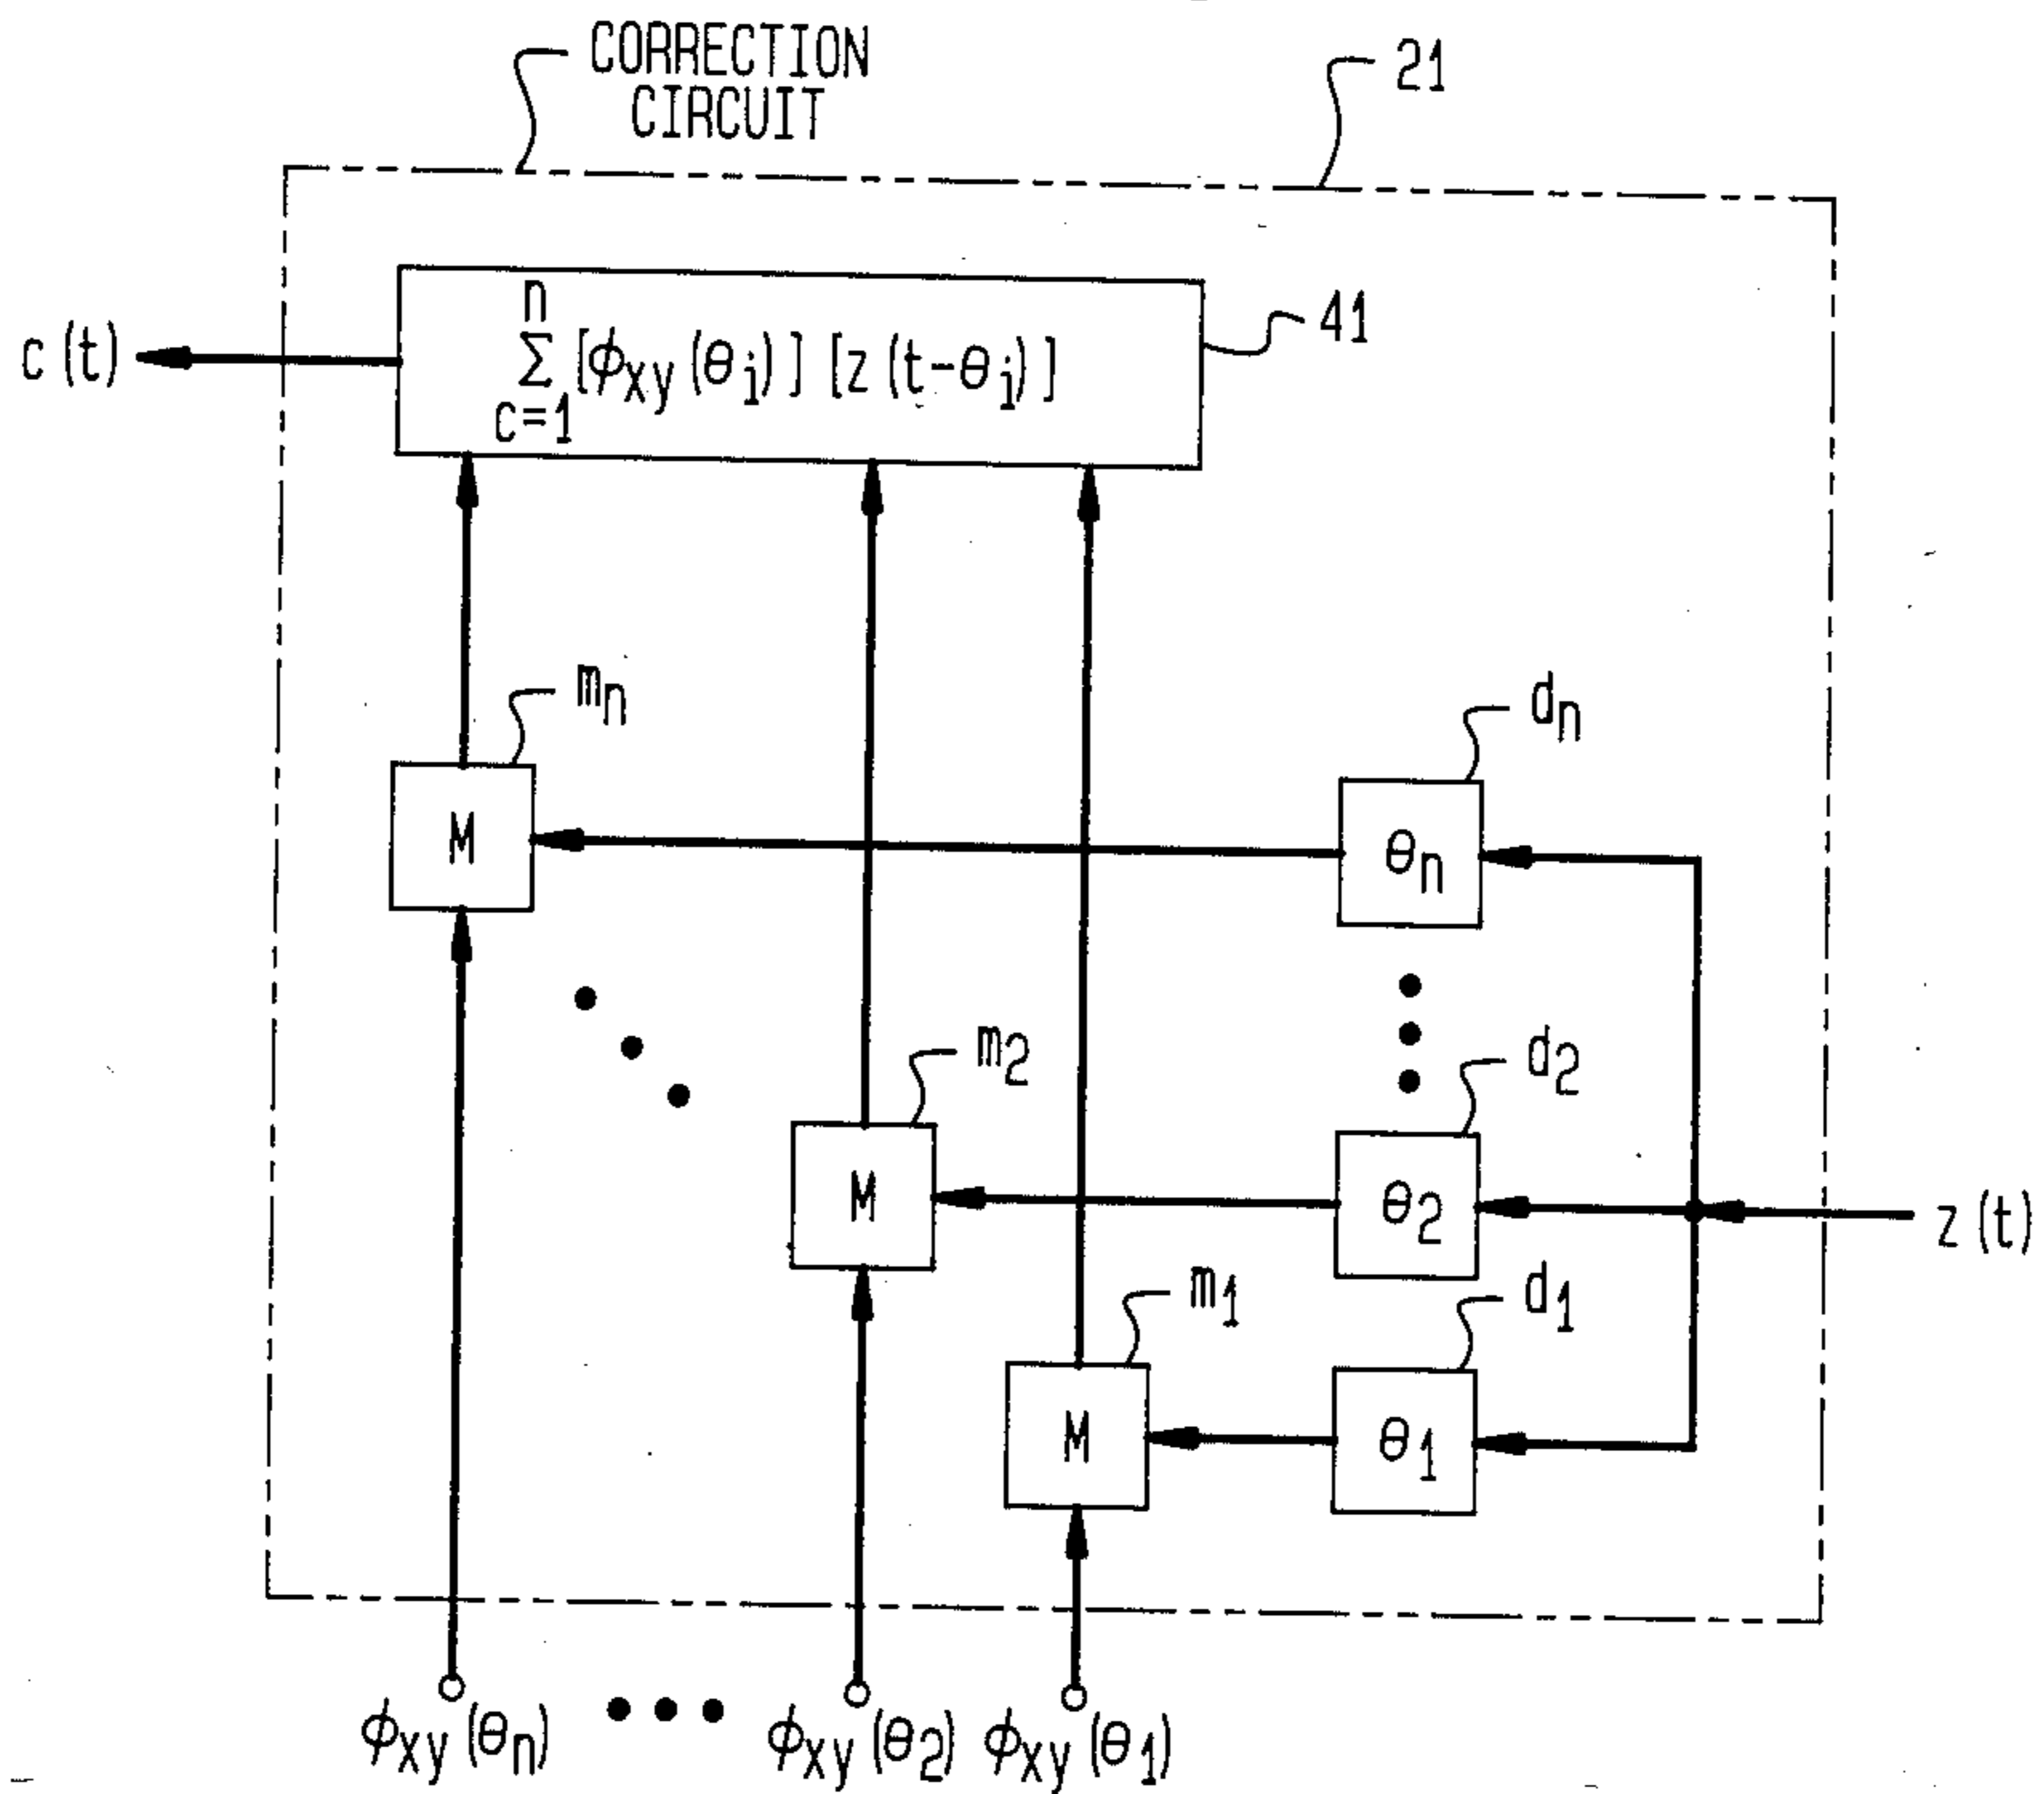 CORRECTION
CIRCUIT
21
n
Σ [ϕxy(θi)] [z(t-θi)]
c=1
41
c(t)
mn
dn
M
θn
m2
d2
M
θ2
z(t)
m1
d1
M
θ1
ϕxy(θn) ϕxy(θ2) ϕxy(θ1)